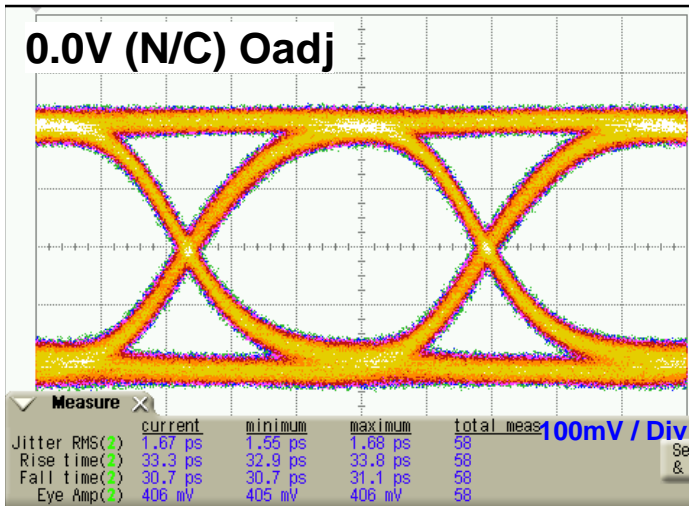 0.0V (N/C) Oadj
Measure
current minimum maximum total meas
100mV / Div
Jitter RMS(2) 1.67 ps 1.55 ps 1.68 ps 58
Rise time(2) 33.3 ps 32.9 ps 33.8 ps 58
Fall time(2) 30.7 ps 30.7 ps 31.1 ps 58
Eye Amp(2) 406 mV 405 mV 406 mV 58
Se
&